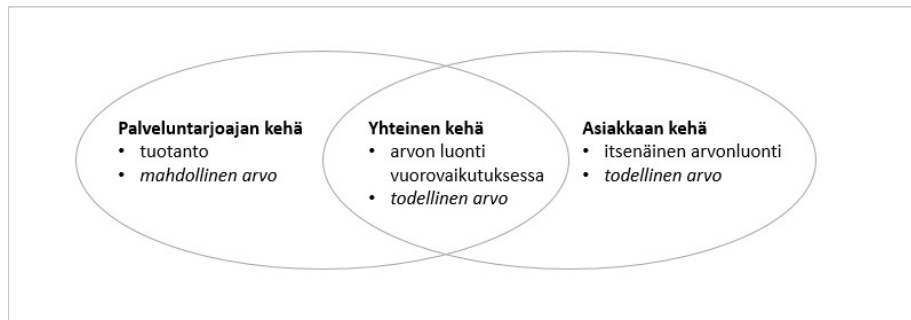 Palveluntarjoajan kehä
• tuotanto
• mahdollinen arvo
Yhteinen kehä
• arvon luonti
vuorovaikutuksessa
• todellinen arvo
Asiakkaan kehä
• itsenäinen arvonluonti
• todellinen arvo